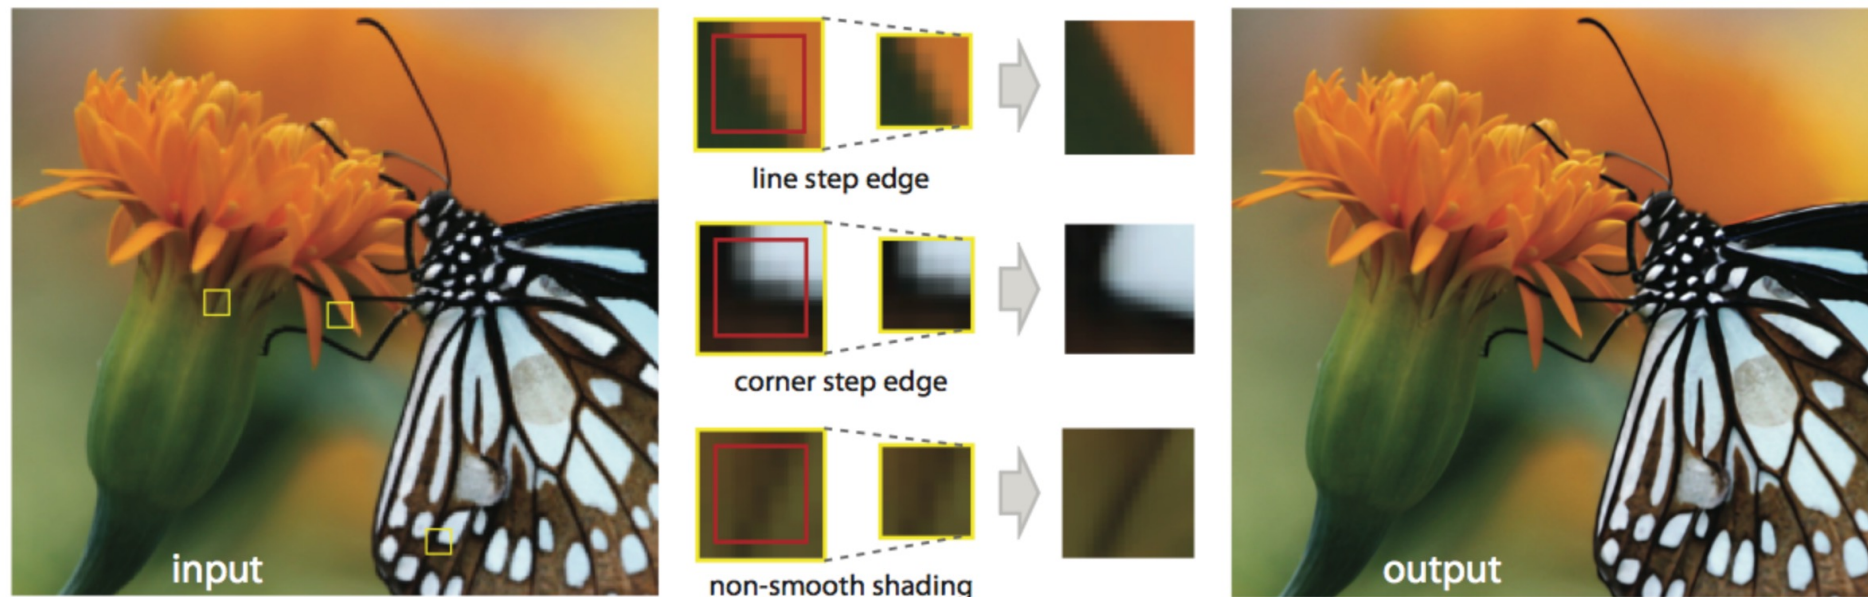 input
line step edge
corner step edge
non-smooth shading
output